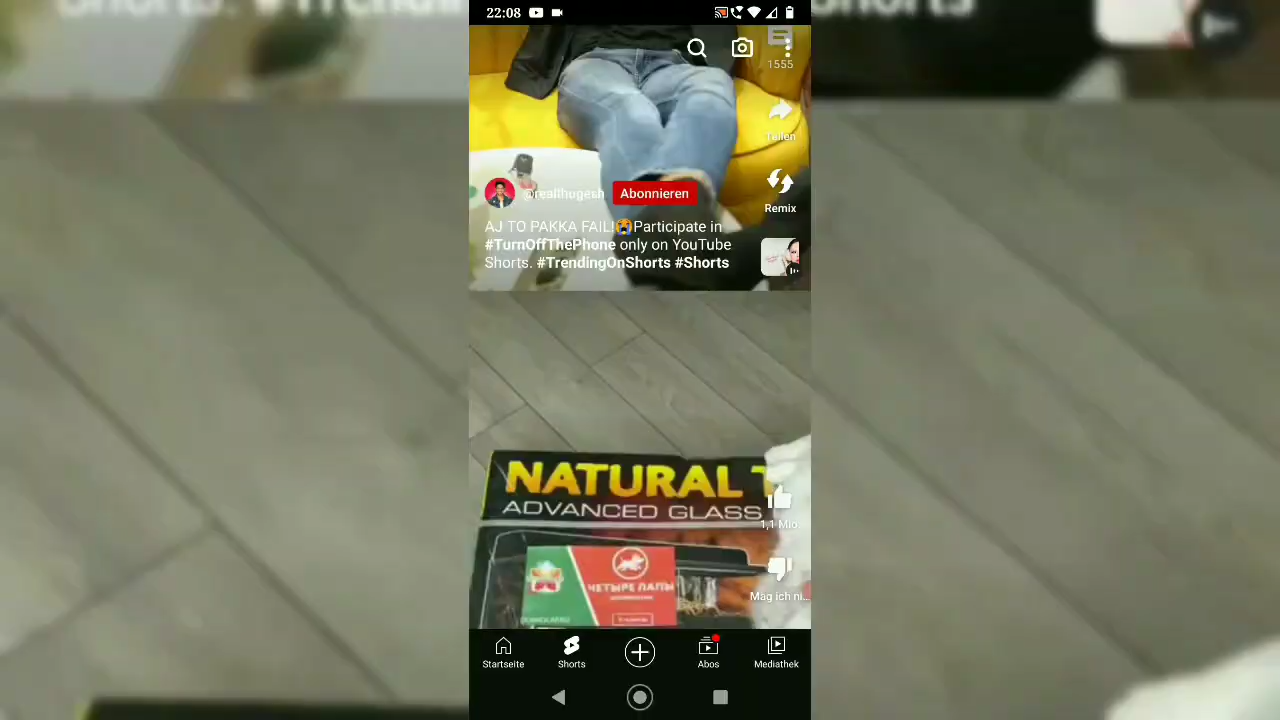 22:08
1555
Teilen
@realhugesh Abonnieren
Remix
AJ TO PAKKA FAIL!😭Participate in
#TurnOffThePhone only on YouTube
Shorts. #TrendingOnShorts #Shorts
NATURAL T
ADVANCED GLASS
1,1 Mio.
ЧЕТЫРЕ ЛАПЫ
Mag ich ni...
Startseite
Shorts
Abos
Mediathek